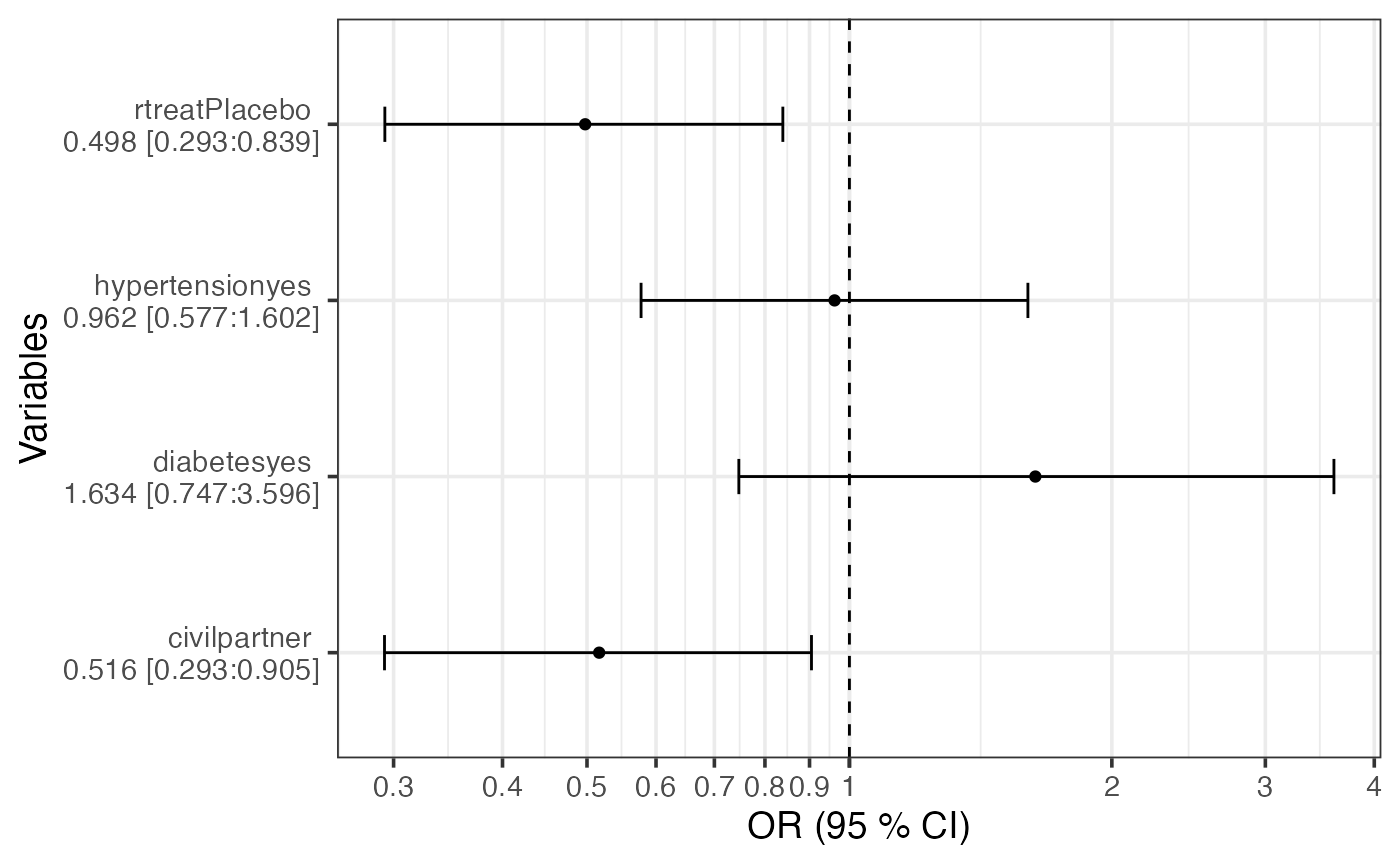 Variables
rtreatPlacebo
0.498 [0.293:0.839]
hypertensionyes
0.962 [0.577:1.602]
diabetesyes
1.634 [0.747:3.596]
civilpartner
0.516 [0.293:0.905]
0.3 0.4 0.5 0.6 0.7 0.8 0.9 1 2 3 4
OR (95 % CI)